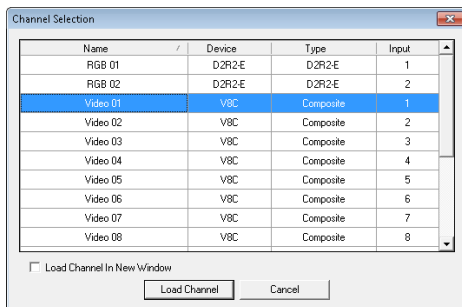 Channel Selection
Name Device Type Input
RGB 01 D2R2-E D2R2-E 1
RGB 02 D2R2-E D2R2-E 2
Video 01 V8C Composite 1
Video 02 V8C Composite 2
Video 03 V8C Composite 3
Video 04 V8C Composite 4
Video 05 V8C Composite 5
Video 06 V8C Composite 6
Video 07 V8C Composite 7
Video 08 V8C Composite 8
Load Channel In New Window
Load Channel Cancel